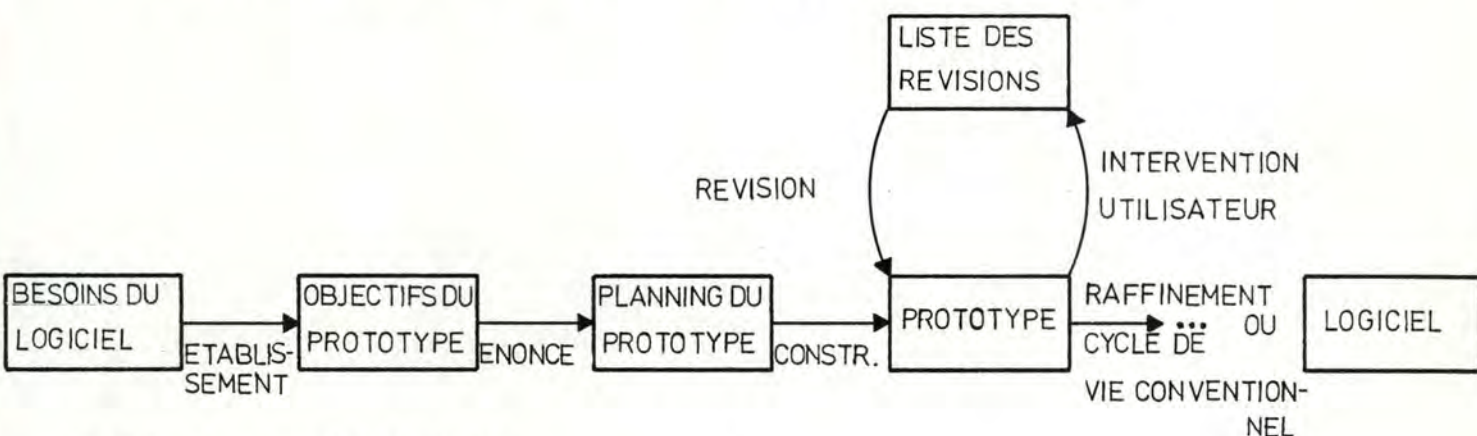 LISTE DES
REVISIONS
REVISION
INTERVENTION
UTILISATEUR
BESOINS DU
LOGICIEL
ETABLIS-
SEMENT
OBJECTIFS DU
PROTOTYPE
ENONCE
PLANNING DU
PROTOTYPE
CONSTR.
PROTOTYPE
RAFFINEMENT
... OU
CYCLE DE
VIE CONVENTION-
NEL
LOGICIEL